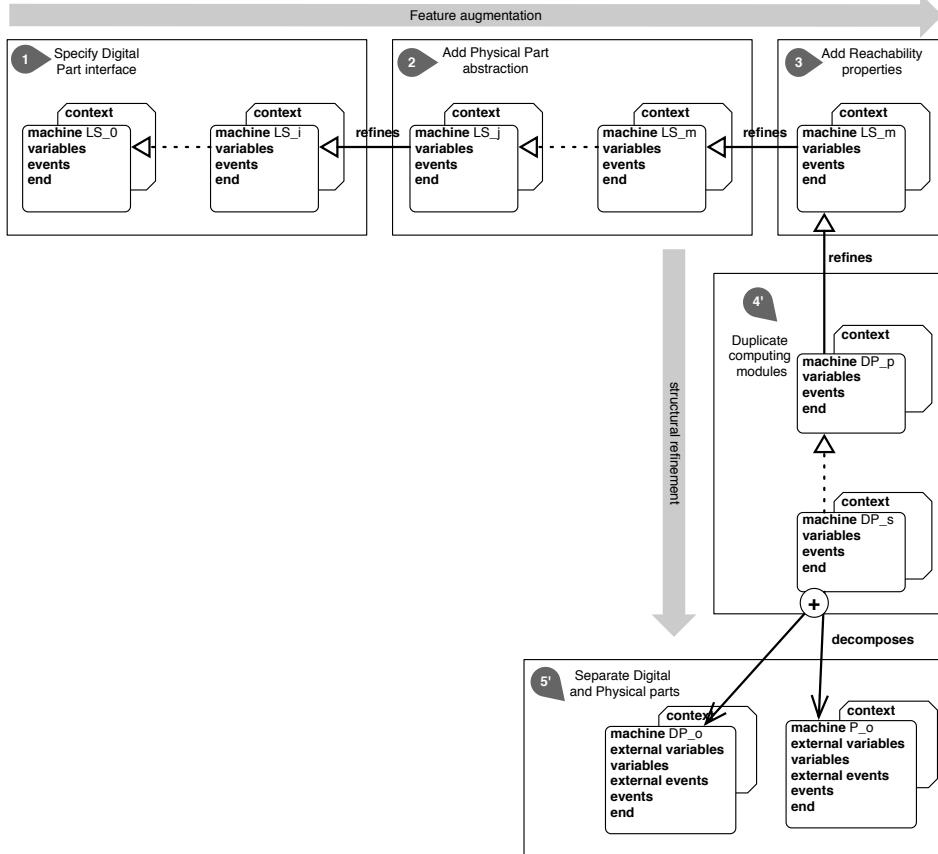 Feature augmentation
1
Specify Digital
Part interface
context
machine LS_0
variables
events
end
context
machine LS_i
variables
events
end
refines
2
Add Physical Part
abstraction
context
machine LS_j
variables
events
end
context
machine LS_m
variables
events
end
refines
3
Add Reachability
properties
context
machine LS_m
variables
events
end
refines
structural refinement
4'
Duplicate
computing
modules
context
machine DP_p
variables
events
end
context
machine DP_s
variables
events
end
+
decomposes
5'
Separate Digital
and Physical parts
context
machine DP_o
external variables
variables
external events
events
end
context
machine P_o
external variables
variables
external events
events
end